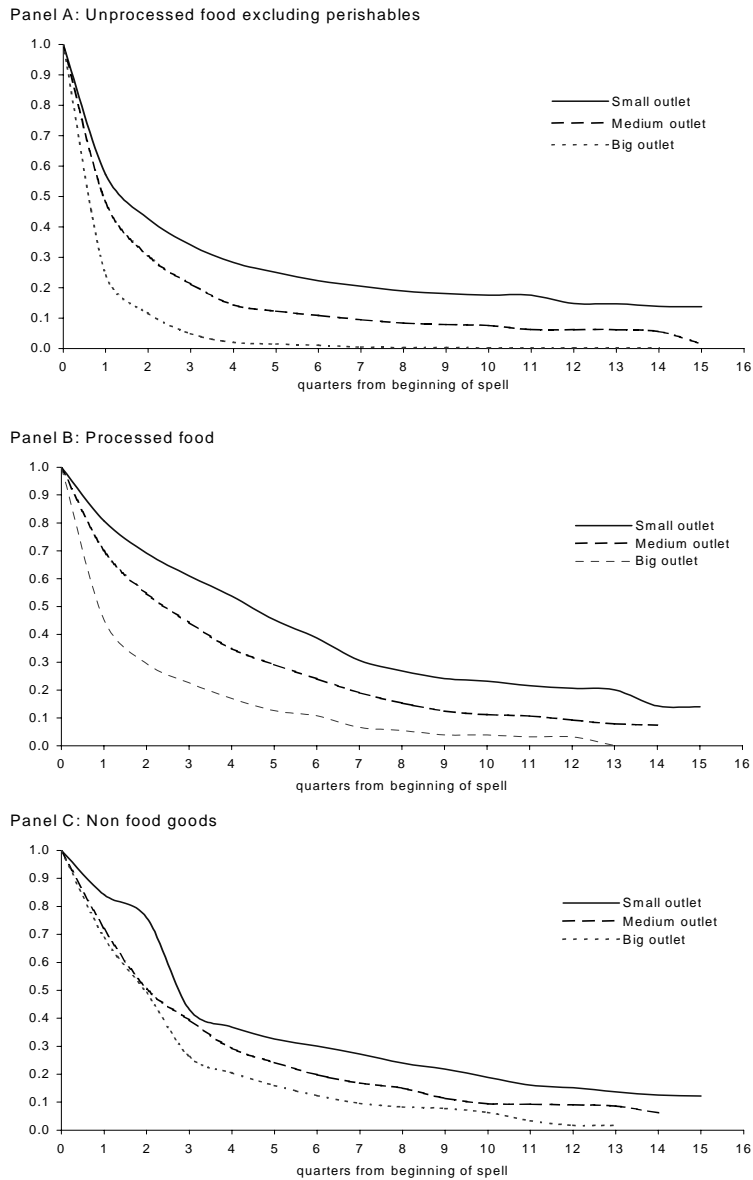 Panel A: Unprocessed food excluding perishables
1.0
0.9
0.8
0.7
0.6
0.5
0.4
0.3
0.2
0.1
0.0
Small outlet
Medium outlet
Big outlet
0 1 2 3 4 5 6 7 8 9 10 11 12 13 14 15 16
quarters from beginning of spell
Panel B: Processed food
1.0
0.9
0.8
0.7
0.6
0.5
0.4
0.3
0.2
0.1
0.0
Small outlet
Medium outlet
Big outlet
0 1 2 3 4 5 6 7 8 9 10 11 12 13 14 15 16
quarters from beginning of spell
Panel C: Non food goods
1.0
0.9
0.8
0.7
0.6
0.5
0.4
0.3
0.2
0.1
0.0
Small outlet
Medium outlet
Big outlet
0 1 2 3 4 5 6 7 8 9 10 11 12 13 14 15 16
quarters from beginning of spell